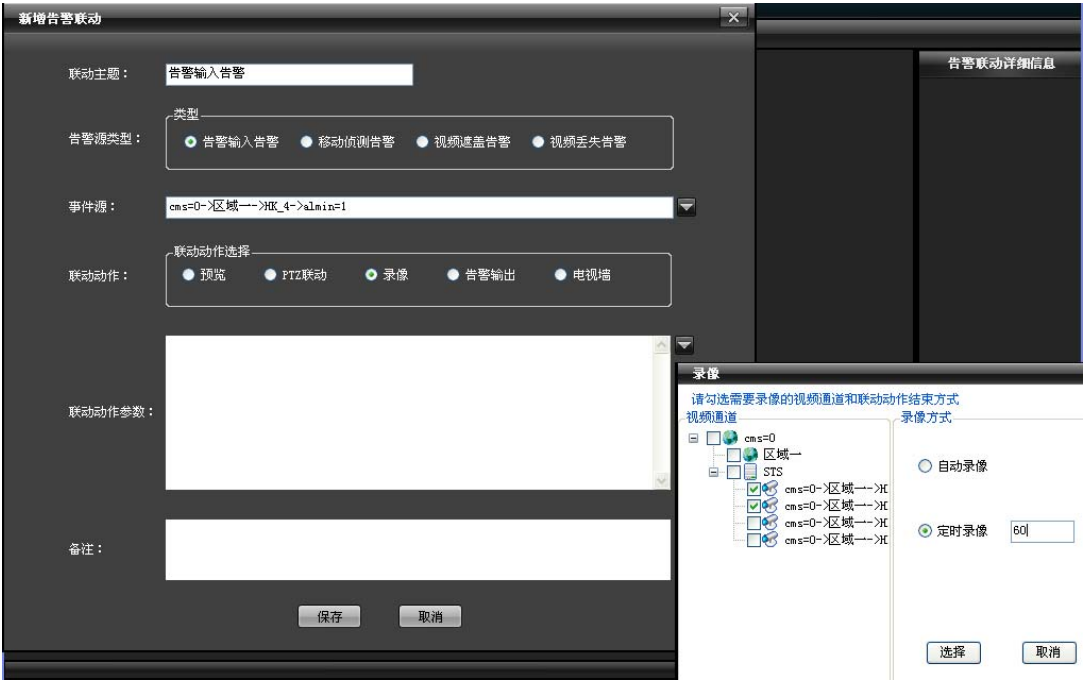 新增告警联动
告警联动详细信息
联动主题： 告警输入告警
类型
告警源类型： 告警输入告警 移动侦测告警 视频遮盖告警 视频丢失告警
事件源： cms=0->区域一->HK_4->almin=1
联动动作选择
联动动作： 预览 PTZ联动 录像 告警输出 电视墙
联动动作参数：
备注：
保存 取消
录像
请勾选需要录像的视频通道和联动动作结束方式
视频通道 录像方式
cms=0
区域一
STS
cms=0->区域一->H
cms=0->区域一->H
cms=0->区域一->H
cms=0->区域一->H
自动录像
定时录像 60
选择 取消